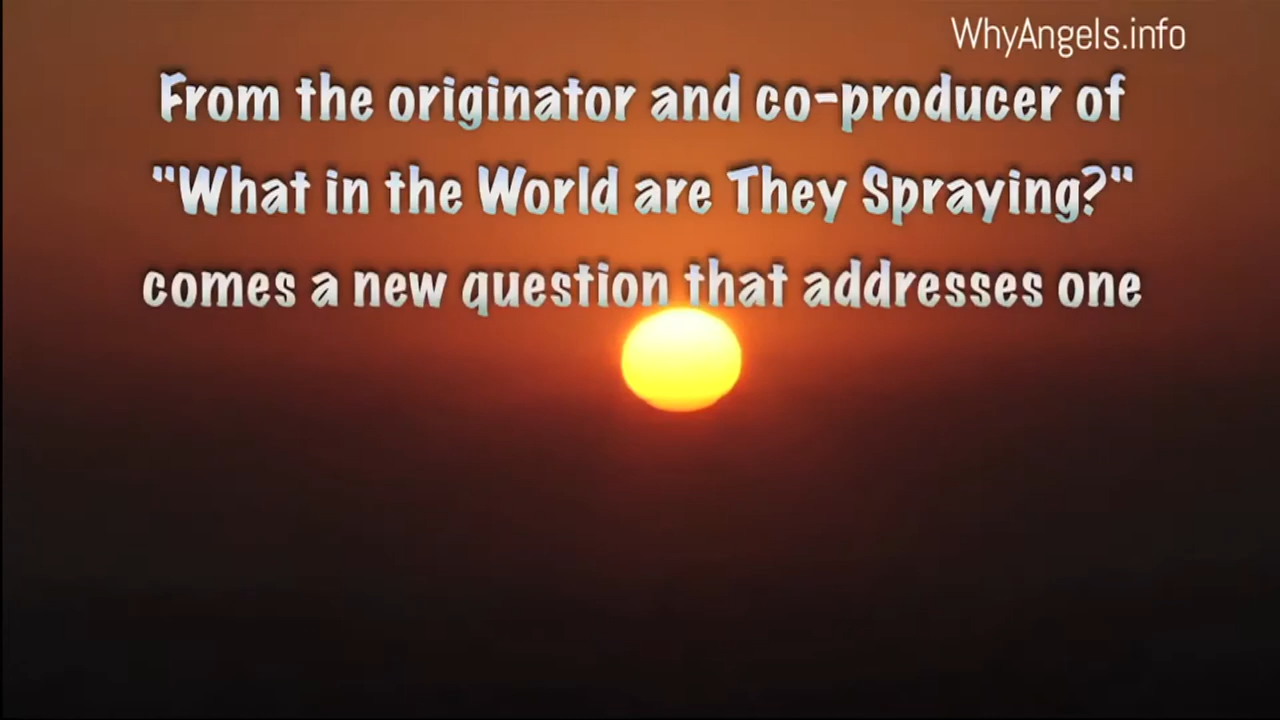 WhyAngels.info
From the originator and co-producer of
"What in the World are They Spraying?"
comes a new question that addresses one